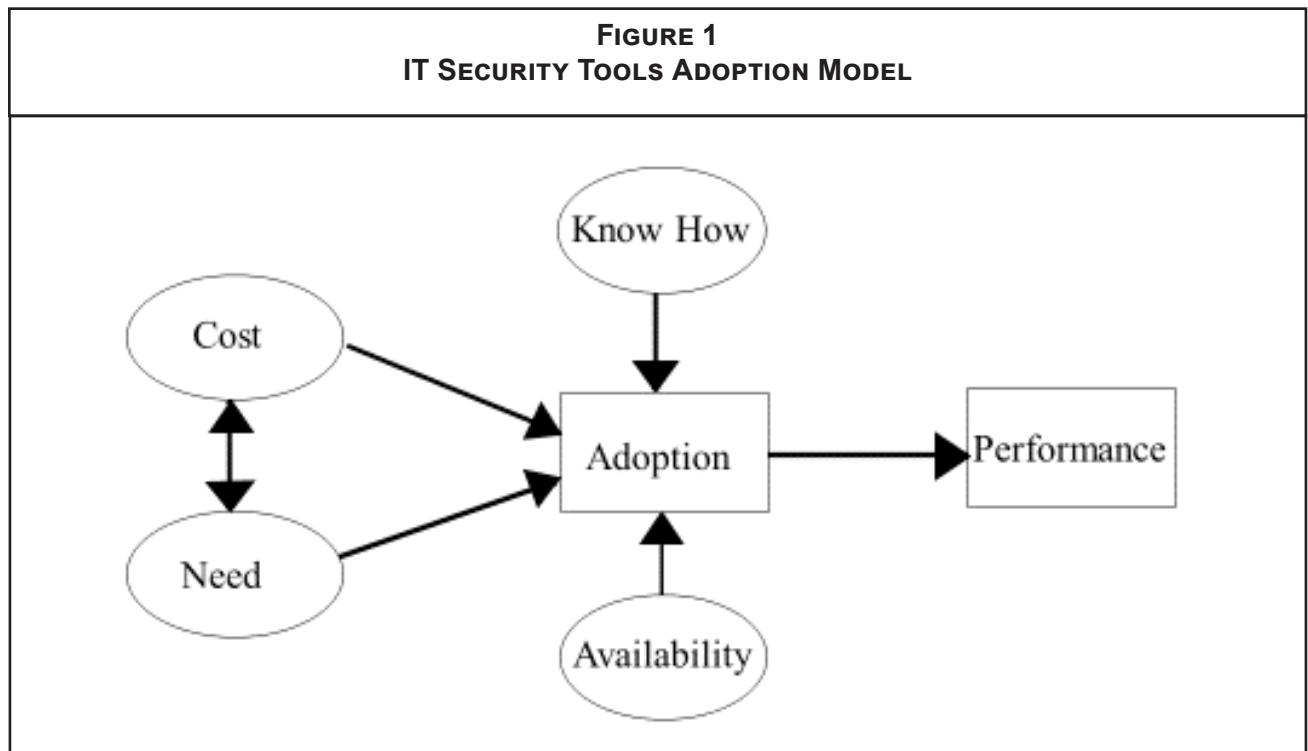 FIGURE 1
IT SECURITY TOOLS ADOPTION MODEL
Know How
Cost
Adoption
Performance
Need
Availability